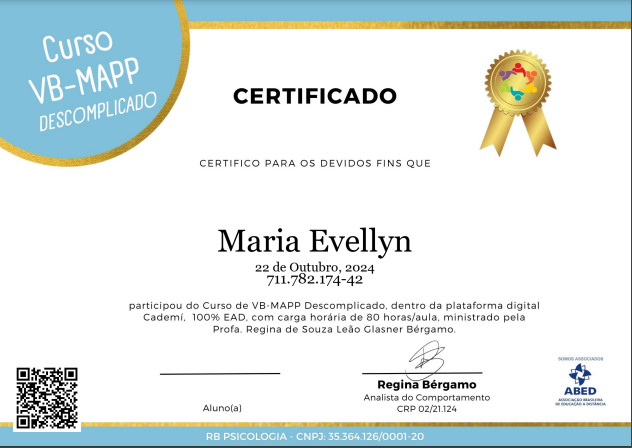 Curso
VB-MAPP
DESCOMPLICADO
CERTIFICADO
CERTIFICO PARA OS DEVIDOS FINS QUE
Maria Evellyn
22 de Outubro, 2024
711.782.174-42
participou do Curso de VB-MAPP Descomplicado, dentro da plataforma digital
Cademí, 100% EAD, com carga horária de 80 horas/aula, ministrado pela
Profa. Regina de Souza Leão Glasner Bérgamo.
Aluno(a)
Regina Bérgamo
Analista do Comportamento
CRP 02/21.124
SOMOS ASSOCIADOS
ABED
ASSOCIAÇÃO BRASILEIRA
DE EDUCAÇÃO A DISTÂNCIA
RB PSICOLOGIA - CNPJ: 35.364.126/0001-20